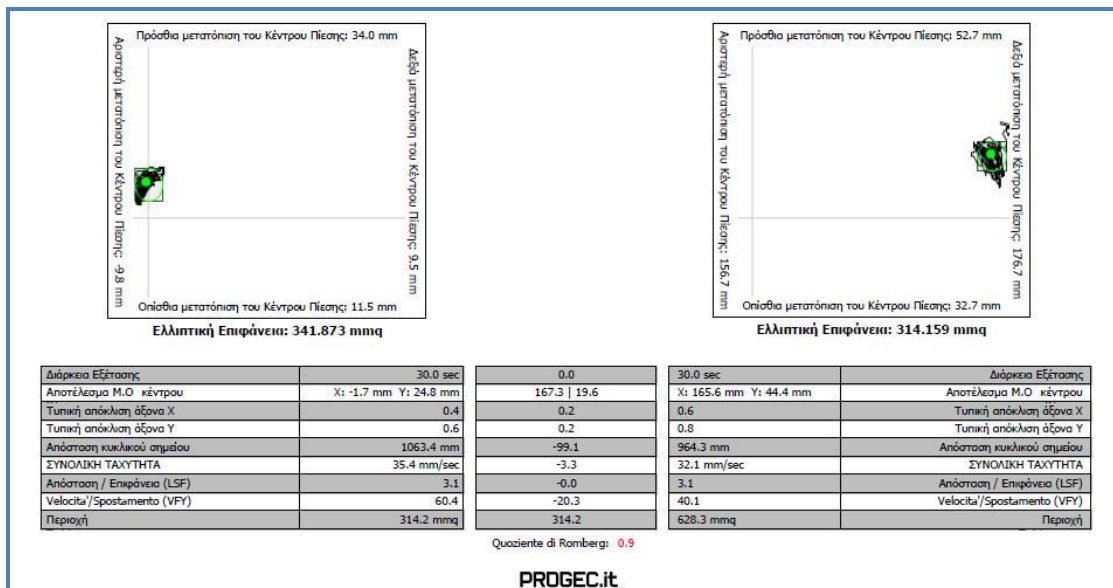 Πρόσθια μετατόπιση του Κέντρου Πίεσης: 34.0 mm
Αριστερή μετατόπιση του Κέντρου Πίεσης: -9.8 mm
Δεξιά μετατόπιση του Κέντρου Πίεσης: 9.5 mm
Οπίσθια μετατόπιση του Κέντρου Πίεσης: 11.5 mm
Ελλιπτική Επιφάνεια: 341.873 mmq
Πρόσθια μετατόπιση του Κέντρου Πίεσης: 52.7 mm
Αριστερή μετατόπιση του Κέντρου Πίεσης: 156.7 mm
Δεξιά μετατόπιση του Κέντρου Πίεσης: 176.7 mm
Οπίσθια μετατόπιση του Κέντρου Πίεσης: 32.7 mm
Ελλιπτική Επιφάνεια: 314.159 mmq
Διάρκεια Εξέτασης 30.0 sec 0.0 30.0 sec Διάρκεια Εξέτασης
Αποτέλεσμα Μ.Ο κέντρου X: -1.7 mm Y: 24.8 mm 167.3 | 19.6 X: 165.6 mm Y: 44.4 mm Αποτέλεσμα Μ.Ο κέντρου
Τυπική απόκλιση άξονα X 0.4 0.2 0.6 Τυπική απόκλιση άξονα X
Τυπική απόκλιση άξονα Y 0.6 0.2 0.8 Τυπική απόκλιση άξονα Y
Απόσταση κυκλικού σημείου 1063.4 mm -99.1 964.3 mm Απόσταση κυκλικού σημείου
ΣΥΝΟΛΙΚΗ ΤΑΧΥΤΗΤΑ 35.4 mm/sec -3.3 32.1 mm/sec ΣΥΝΟΛΙΚΗ ΤΑΧΥΤΗΤΑ
Απόσταση / Επιφάνεια (LSF) 3.1 -0.0 3.1 Απόσταση / Επιφάνεια (LSF)
Velocita'/Spostamento (VFY) 60.4 -20.3 40.1 Velocita'/Spostamento (VFY)
Περιοχή 314.2 mmq 314.2 628.3 mmq Περιοχή
Quoziente di Romberg: 0.9
PROGEC.it